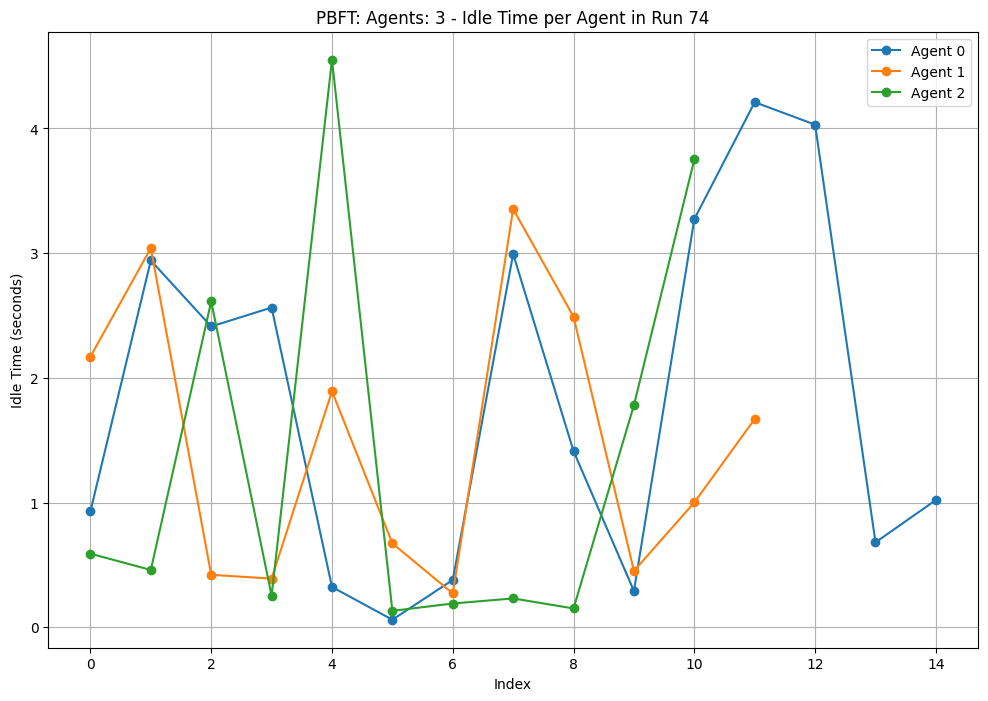 PBFT: Agents: 3 - Idle Time per Agent in Run 74
Agent 0
Agent 1
Agent 2
Idle Time (seconds)
4
3
2
1
0
0 2 4 6 8 10 12 14
Index